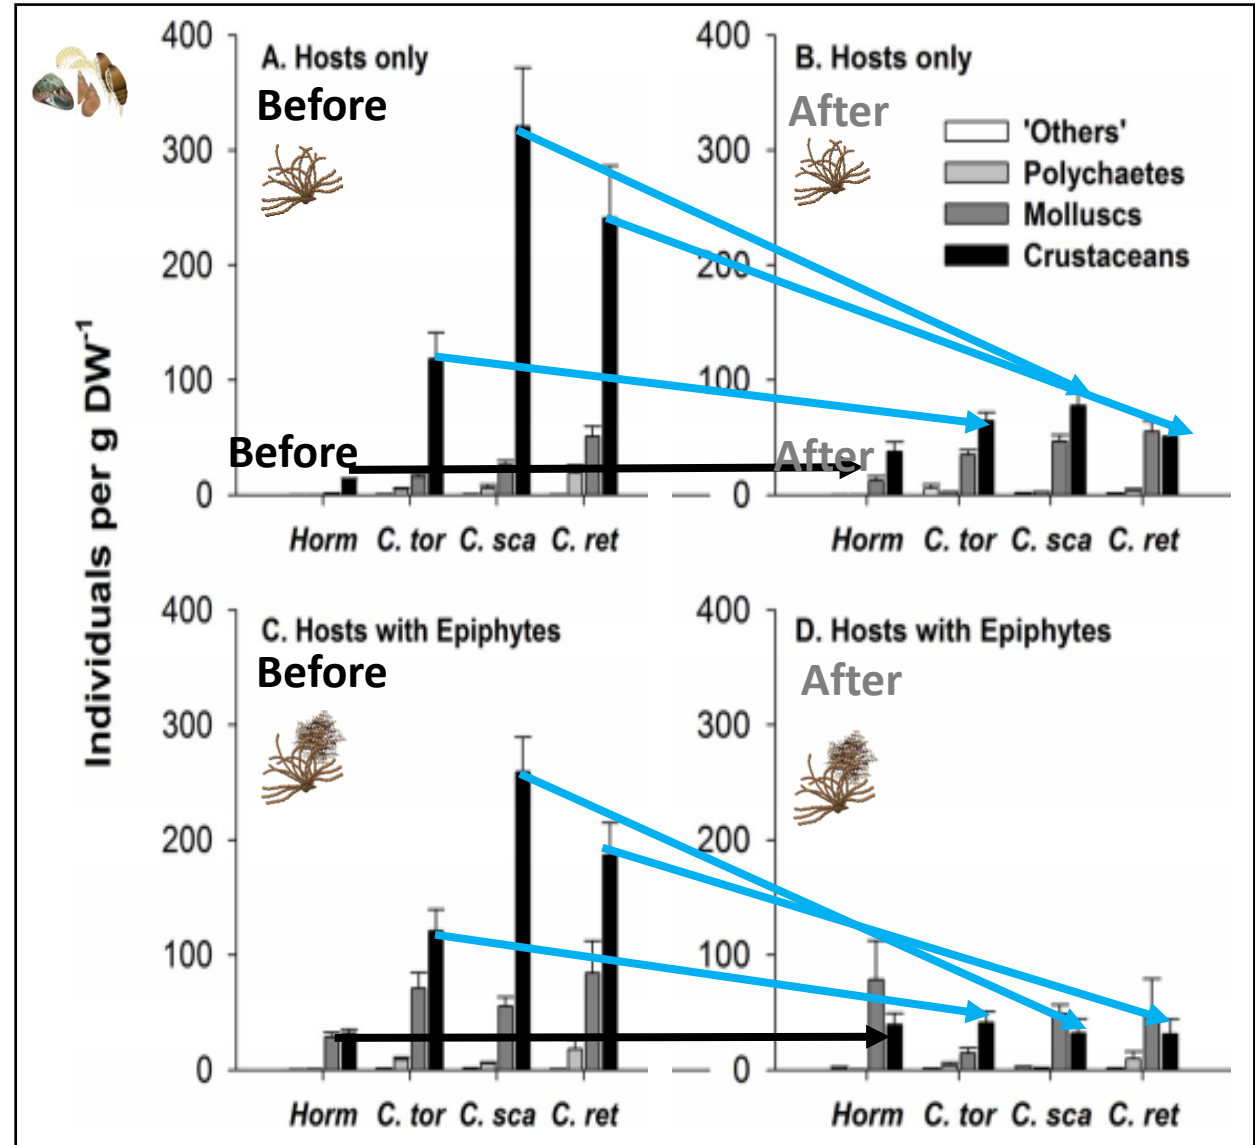 Individuals per g DW⁻¹
400
300
200
100
0
A. Hosts only
Before
Before
Horm C. tor C. sca C. ret
400
300
200
100
0
B. Hosts only
After
'Others'
Polychaetes
Molluscs
Crustaceans
After
Horm C. tor C. sca C. ret
400
300
200
100
0
C. Hosts with Epiphytes
Before
Horm C. tor C. sca C. ret
400
300
200
100
0
D. Hosts with Epiphytes
After
Horm C. tor C. sca C. ret